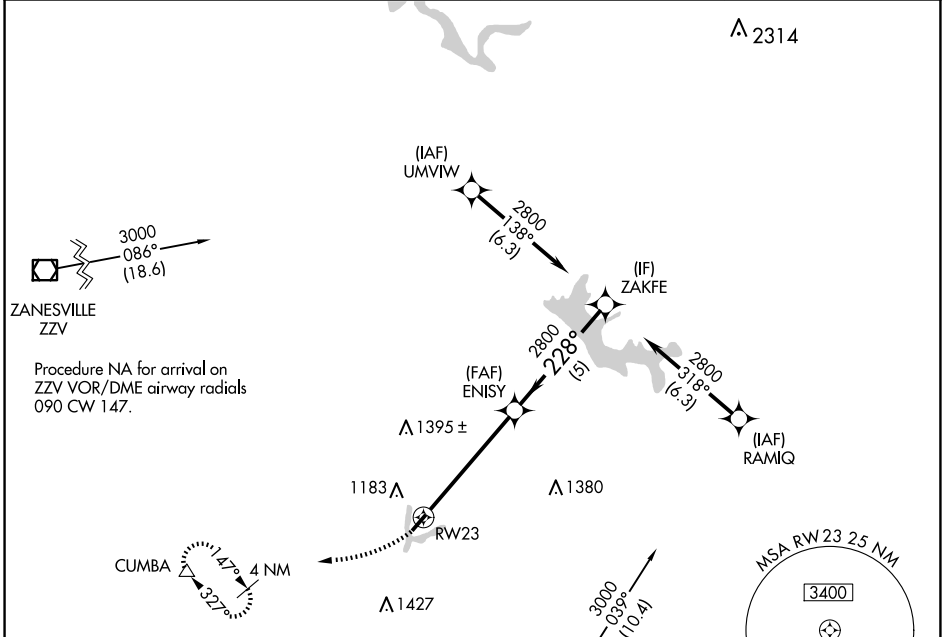 2314
(IAF)
UMVIW
2800
138°
(6.3)
3000
086°
(18.6)
ZANESVILLE
ZZV
(IF)
ZAKFE
Procedure NA for arrival on
ZZV VOR/DME airway radials
090 CW 147.
2800
228°
(5)
(FAF)
ENISY
2800
318°
(6.3)
(IAF)
RAMIQ
1395 ±
1183
1380
RW23
CUMBA
147°
4 NM
327°
1427
3000
039°
(10.4)
MSA RW23 25 NM
3400